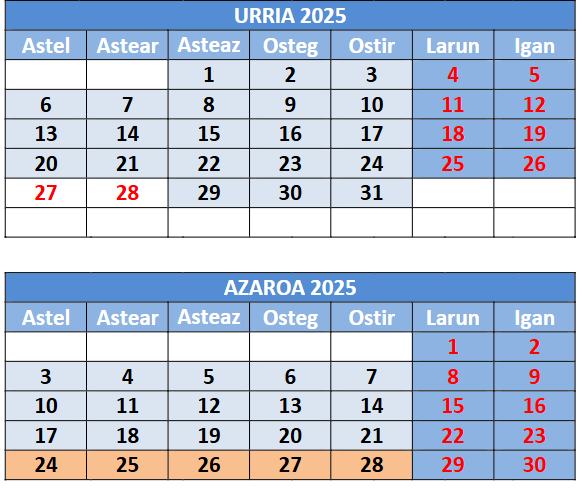 URRIA 2025
Astel Astear Asteaz Osteg Ostir Larun Igan
1 2 3 4 5
6 7 8 9 10 11 12
13 14 15 16 17 18 19
20 21 22 23 24 25 26
27 28 29 30 31
AZAROA 2025
Astel Astear Asteaz Osteg Ostir Larun Igan
1 2
3 4 5 6 7 8 9
10 11 12 13 14 15 16
17 18 19 20 21 22 23
24 25 26 27 28 29 30